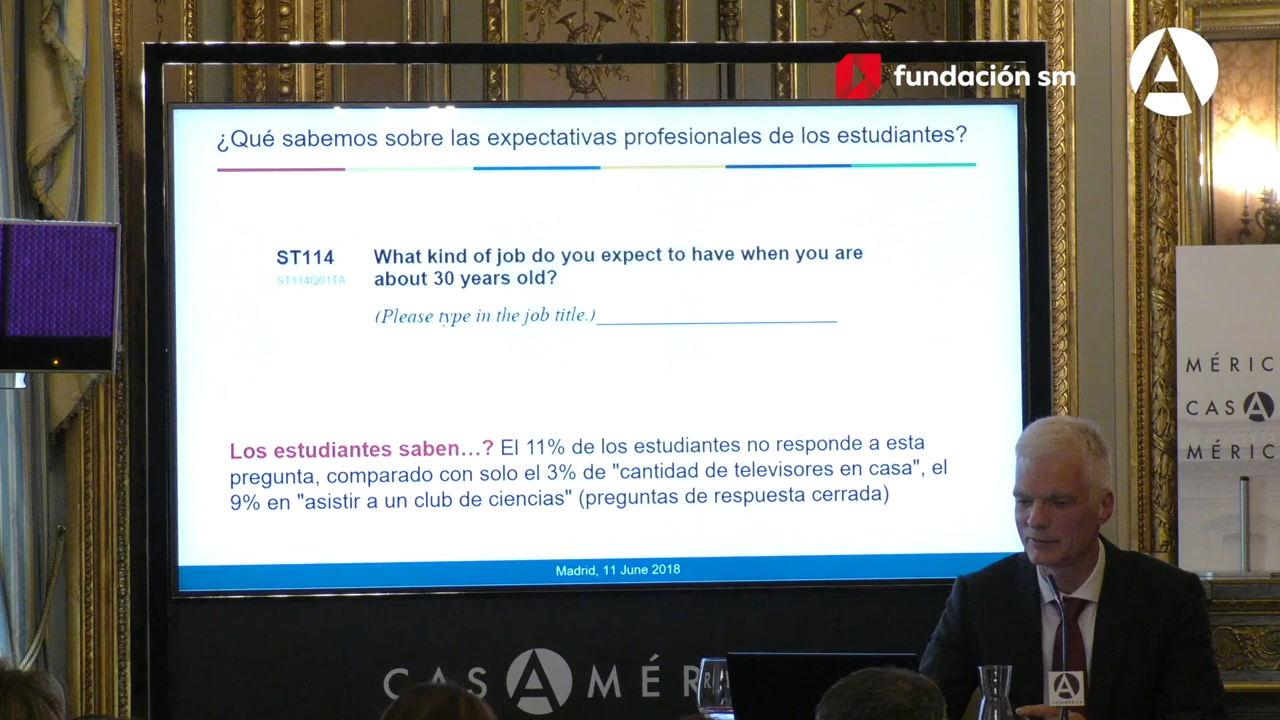 fundación sm
¿Qué sabemos sobre las expectativas profesionales de los estudiantes?
ST114 What kind of job do you expect to have when you are
ST114Q01TA about 30 years old?
(Please type in the job title.)
Los estudiantes saben...? El 11% de los estudiantes no responde a esta
pregunta, comparado con solo el 3% de "cantidad de televisores en casa", el
9% en "asistir a un club de ciencias" (preguntas de respuesta cerrada)
Madrid, 11 June 2018
MÉRIC
CASA
MÉRIC
CASAMÉR